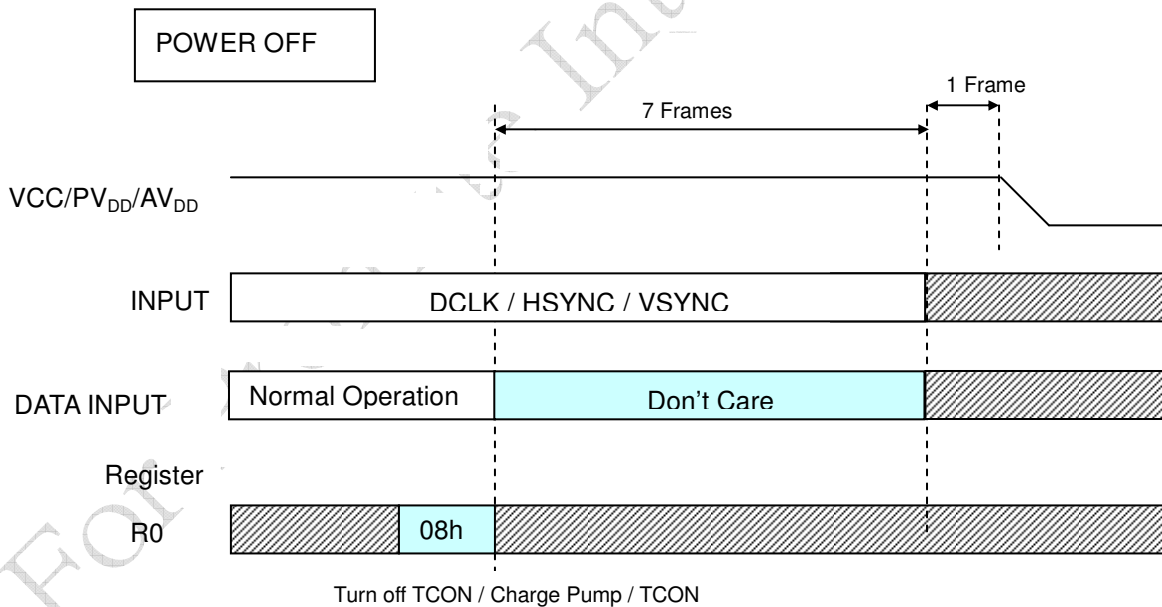 POWER OFF
1 Frame
7 Frames
VCC/PVDD/AVDD
INPUT
DCLK / HSYNC / VSYNC
DATA INPUT
Normal Operation
Don't Care
Register
R0
08h
Turn off TCON / Charge Pump / TCON
For